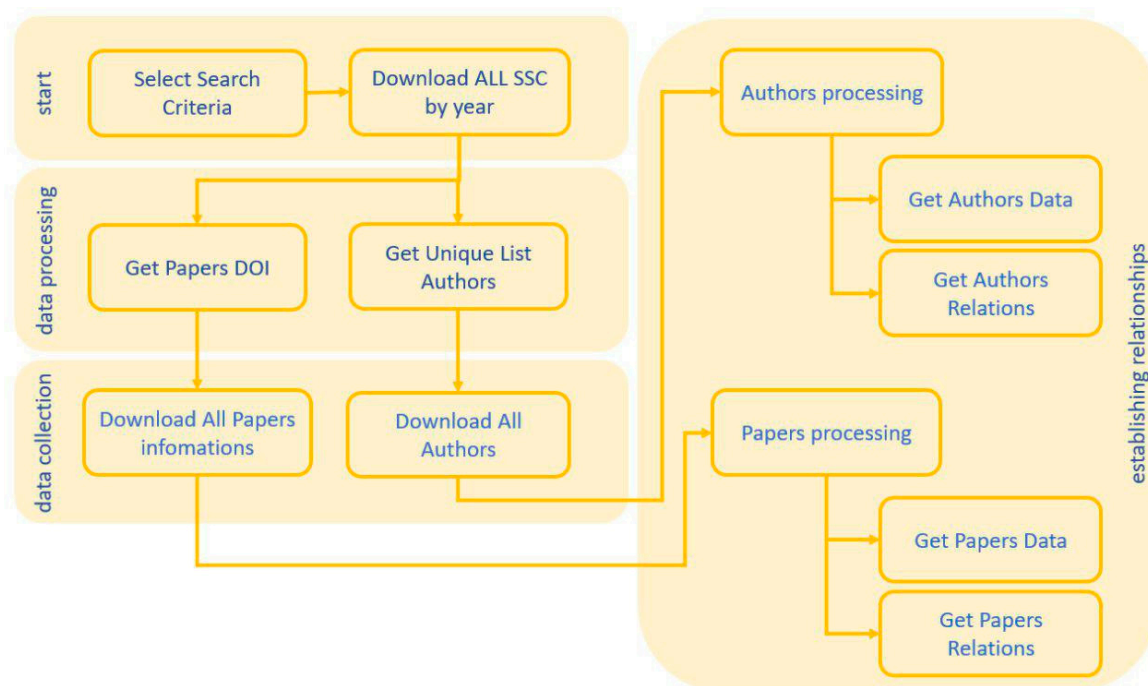 start
Select Search
Criteria
Download ALL SSC
by year
data processing
Get Papers DOI
Get Unique List
Authors
data collection
Download All Papers
infomations
Download All
Authors
establishing relationships
Authors processing
Get Authors Data
Get Authors
Relations
Papers processing
Get Papers Data
Get Papers
Relations